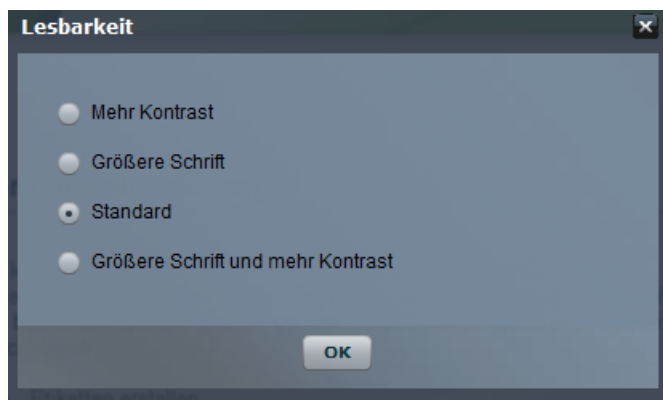 Lesbarkeit
Mehr Kontrast
Größere Schrift
Standard
Größere Schrift und mehr Kontrast
OK